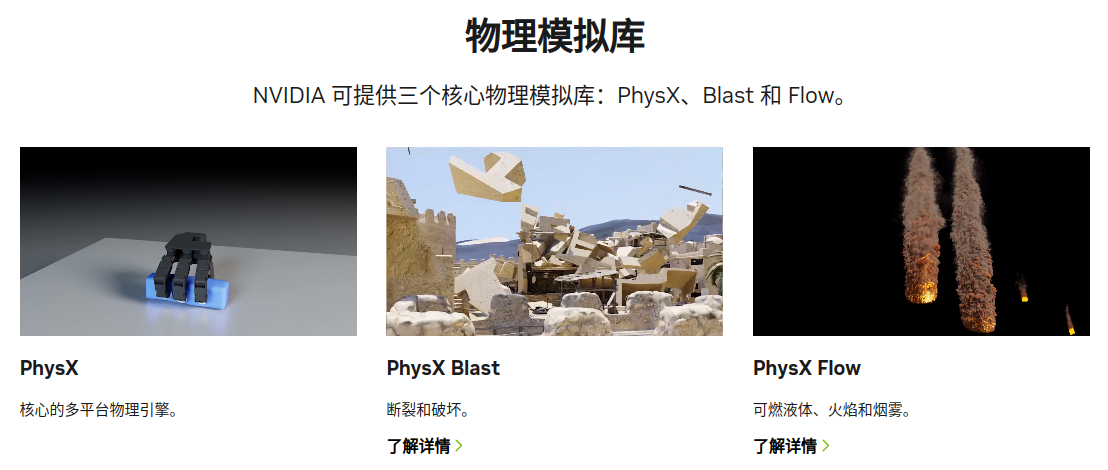 物理模拟库
NVIDIA 可提供三个核心物理模拟库：PhysX、Blast 和 Flow。
PhysX
核心的多平台物理引擎。
PhysX Blast
断裂和破坏。
了解详情
PhysX Flow
可燃液体、火焰和烟雾。
了解详情